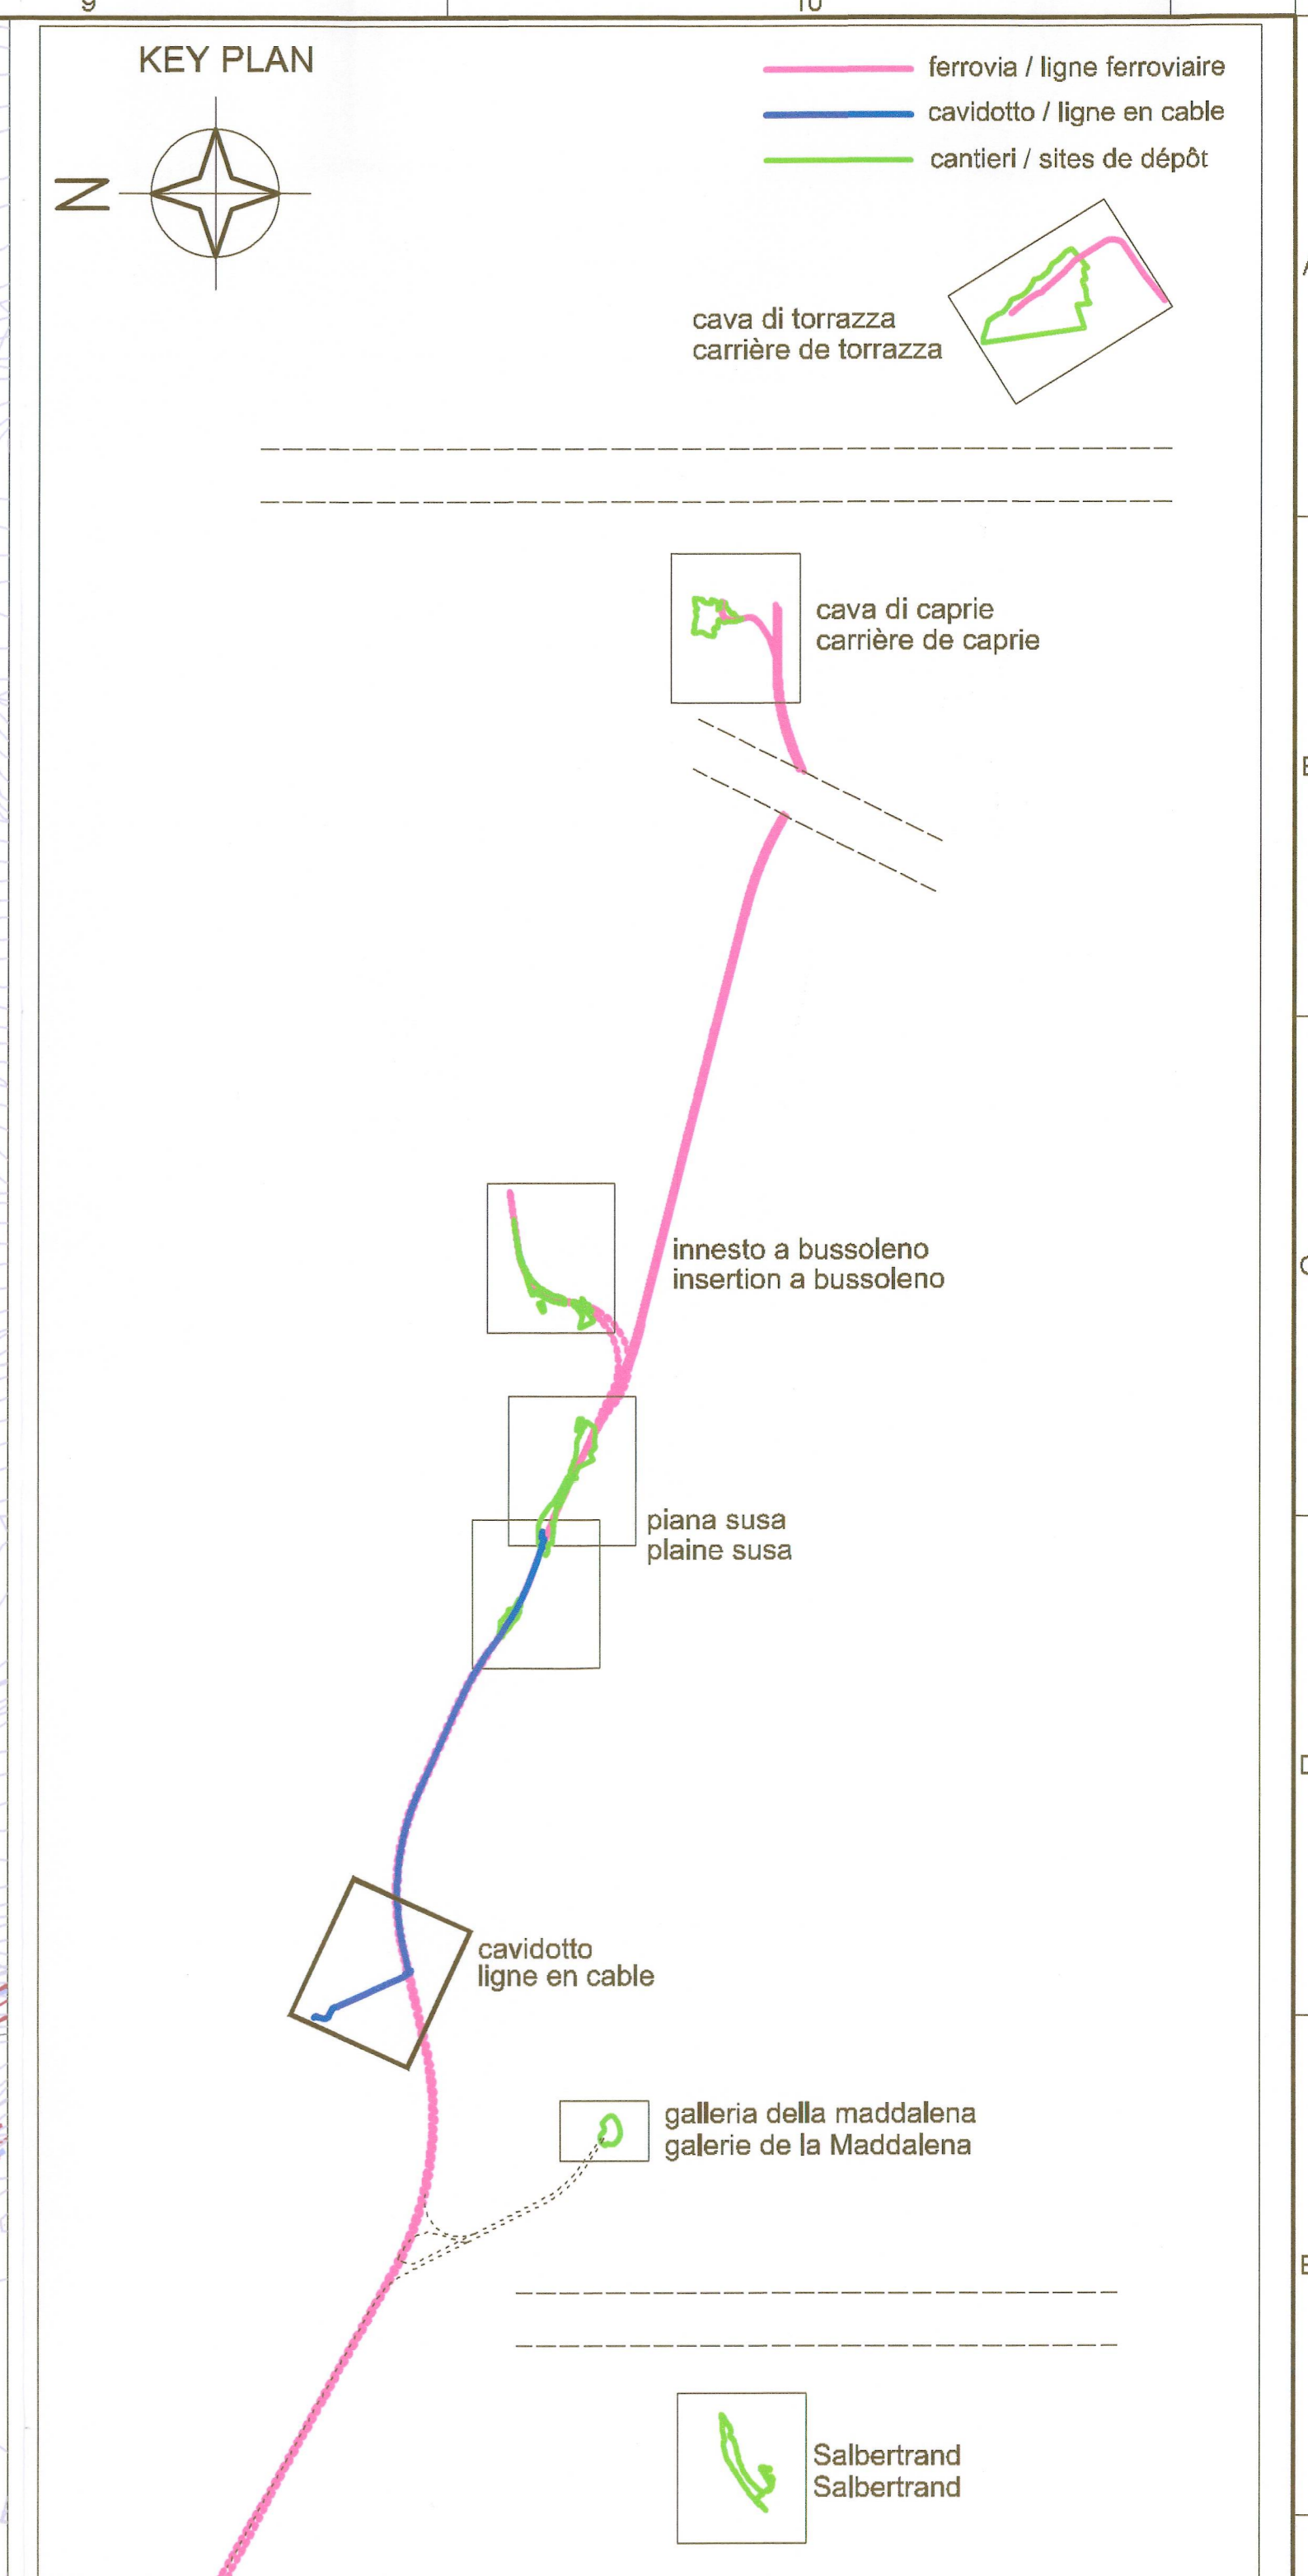 9
10
KEY PLAN
ferrovia / ligne ferroviaire
cavidotto / ligne en cable
cantieri / sites de dépôt
N
A
cava di torrazza
carrière de torrazza
cava di caprie
carrière de caprie
B
innesto a bussoleno
insertion a bussoleno
C
piana susa
plaine susa
D
cavidotto
ligne en cable
galleria della maddalena
galerie de la Maddalena
E
Salbertrand
Salbertrand